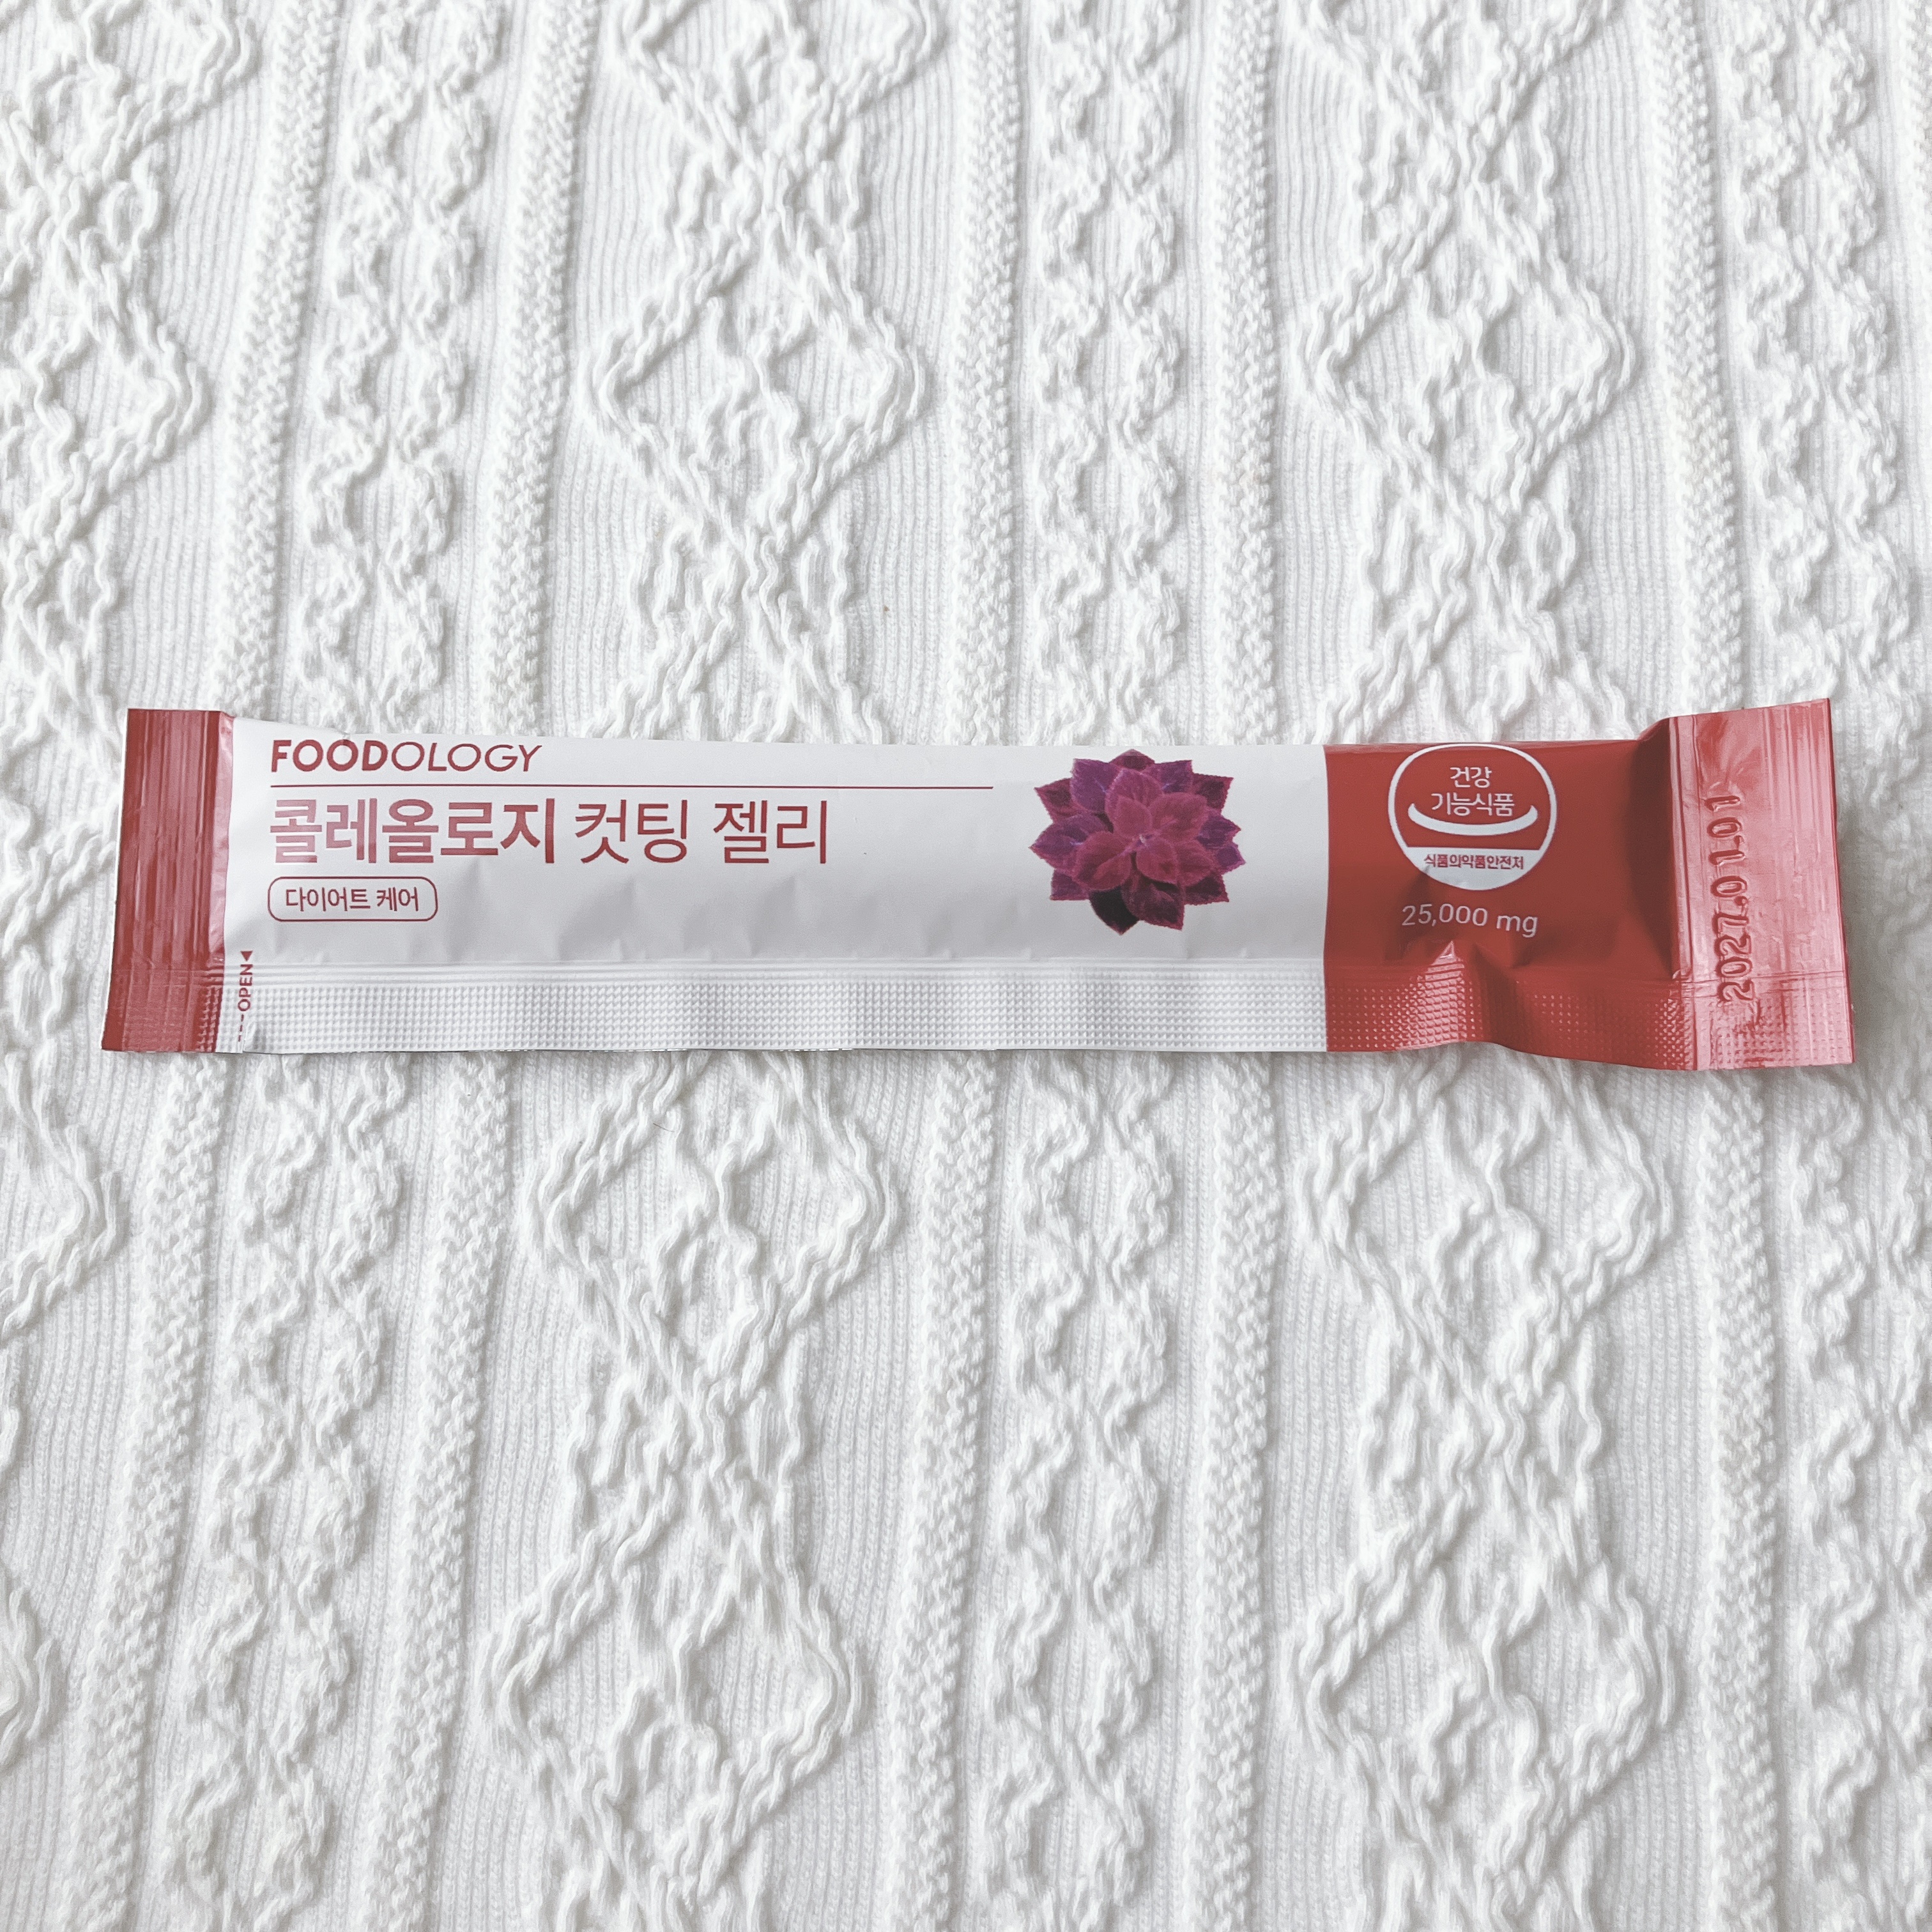 FOODOLOGY
콜레올로지 컷팅 젤리
다이어트 케어
---OPEN◀
건강
기능식품
식품의약품안전처
25,000 mg
2027.01.101